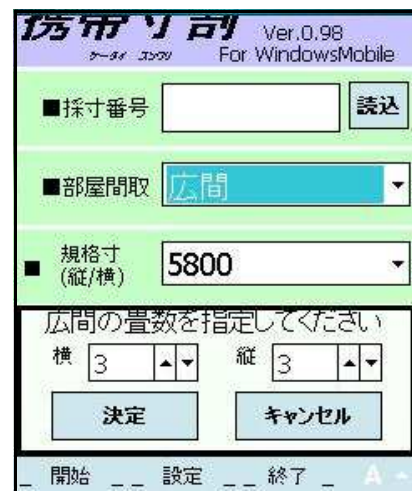 携帯寸割 Ver.0.98
ケータイ スンワリ For WindowsMobile
■採寸番号 読込
■部屋間取 広間
■ 規格寸 (縦/横) 5800
広間の畳数を指定してください
横 3 縦 3
決定 キャンセル
_ 開始 _ _ 設定 _ _ 終了 _ A